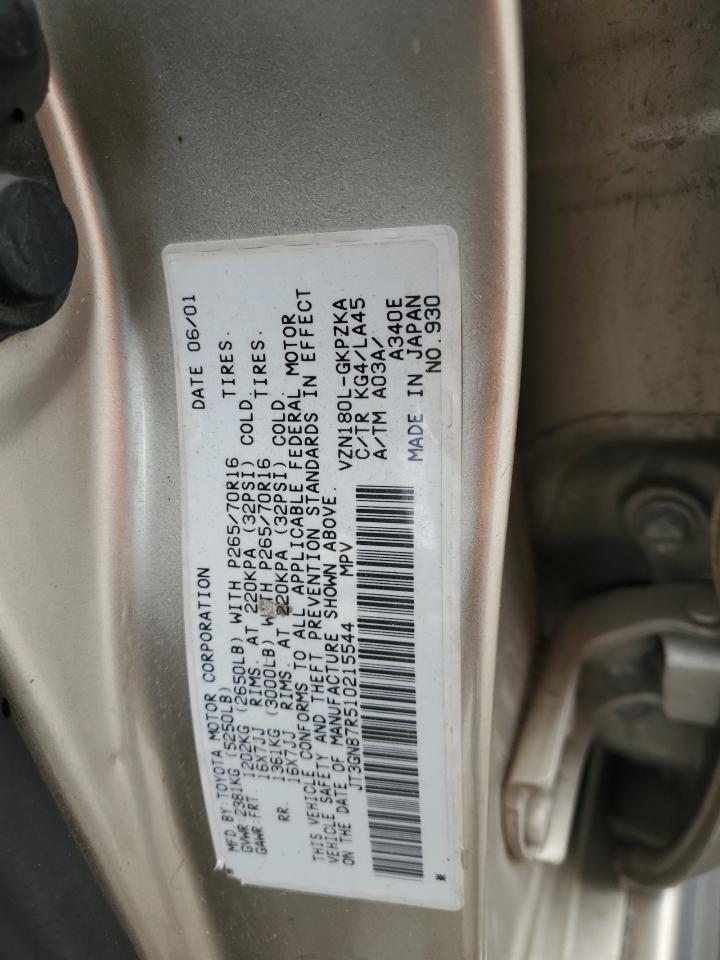 MFD. BY: TOYOTA MOTOR CORPORATION DATE 06/01
GVWR: 2381KG (5250LB)
GAWR: FRT. 1202KG (2650LB) WITH P265/70R16 TIRES.
16X7JJ RIMS. AT 220KPA (32PSI) COLD.
RR. 1361KG (3000LB) WITH P265/70R16 TIRES.
16X7JJ RIMS. AT 220KPA (32PSI) COLD.
THIS VEHICLE CONFORMS TO ALL APPLICABLE FEDERAL MOTOR
VEHICLE SAFETY AND THEFT PREVENTION STANDARDS IN EFFECT
ON THE DATE OF MANUFACTURE SHOWN ABOVE.
JT3GN87R510215544 MPV VZN180L-GKPZKA
C/TR KG4/LA45
A/TM A03A/
A340E
MADE IN JAPAN
NO.930